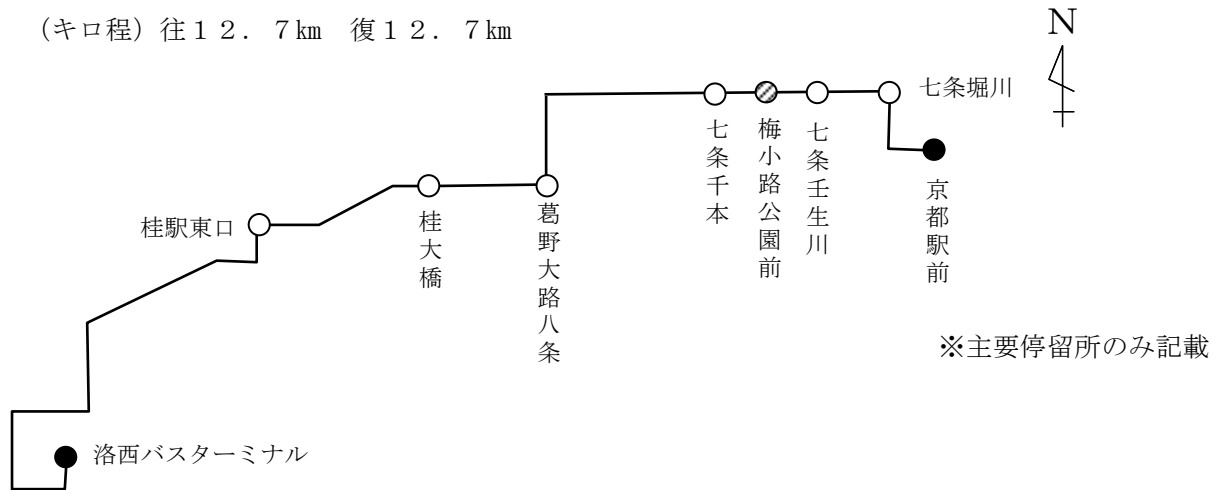 (キロ程)往12.7㎞ 復12.7㎞
N
七条堀川
七条千本
梅小路公園前
七条壬生川
京都駅前
桂駅東口
桂大橋
葛野大路八条
※主要停留所のみ記載
洛西バスターミナル